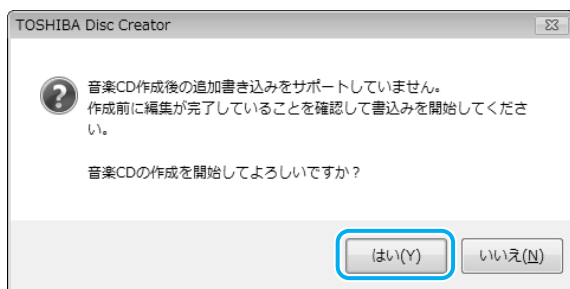 TOSHIBA Disc Creator
音楽CD作成後の追加書き込みをサポートしていません。
作成前に編集が完了していることを確認して書込みを開始してくださ
い。
音楽CDの作成を開始してよろしいですか？
はい(Y)
いいえ(N)